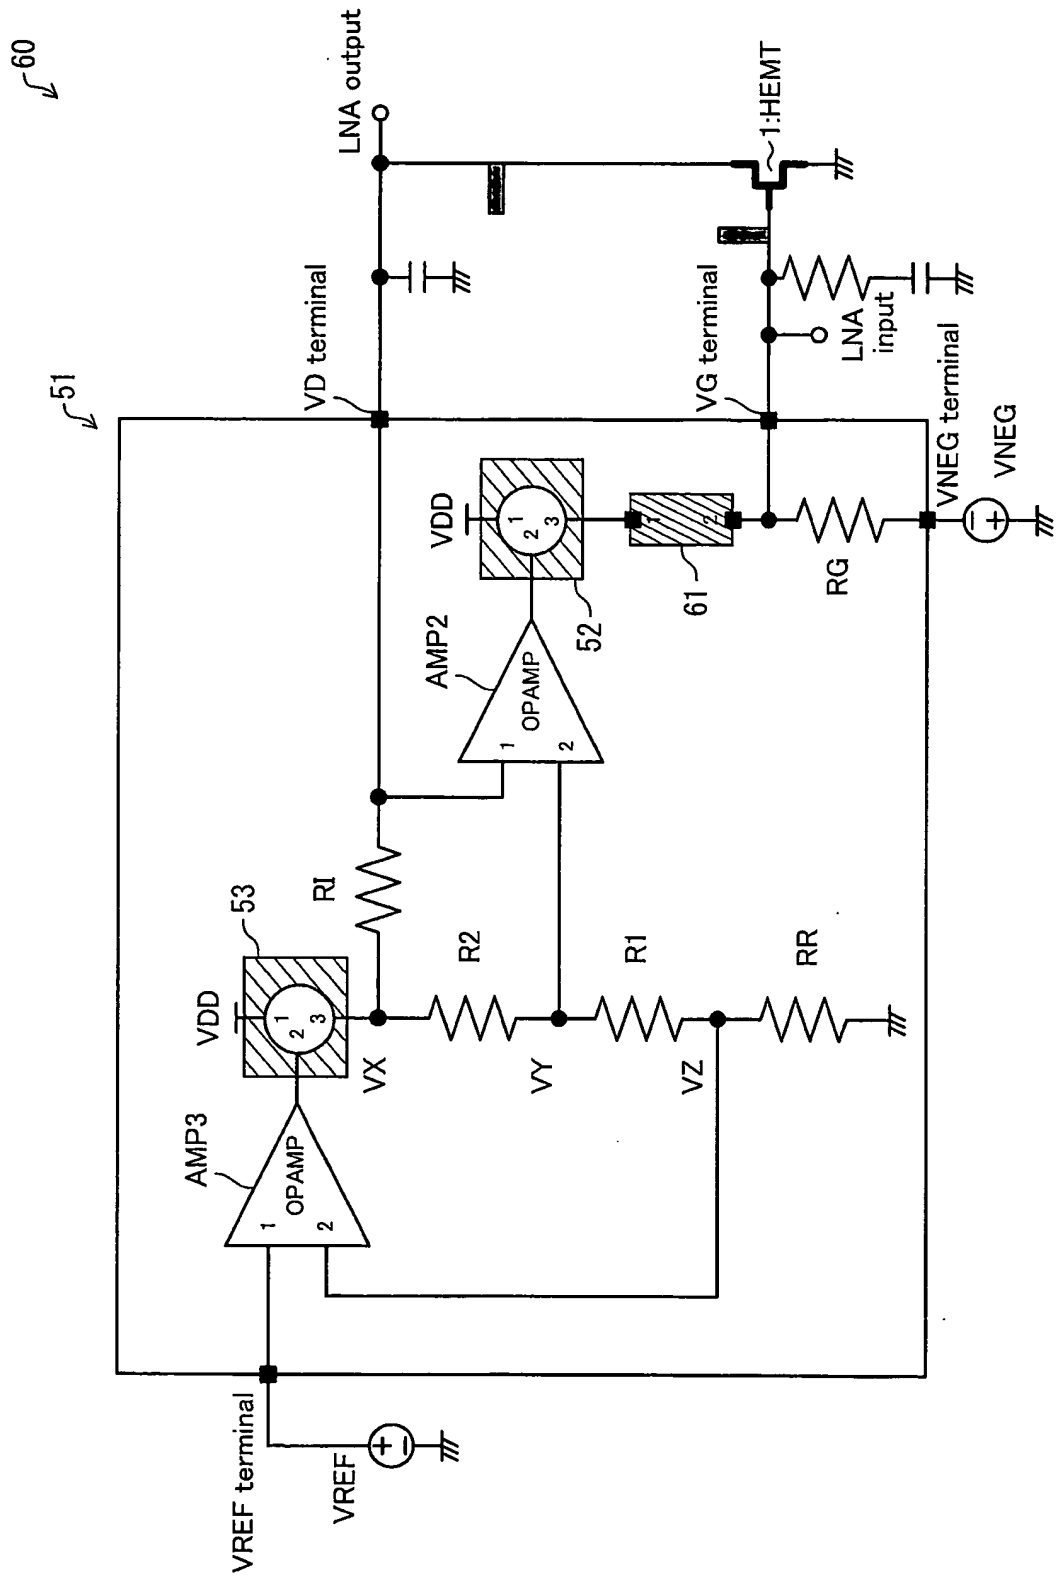 60
51
VREF terminal
VREF
AMP3
OPAMP
1
2
VDD
1
2
3
53
VX
RI
R2
VY
R1
VZ
RR
AMP2
OPAMP
1
2
VDD
1
2
3
52
1
2
61
RG
VD terminal
VG terminal
VNEG terminal
VNEG
LNA output
LNA
input
1:HEMT